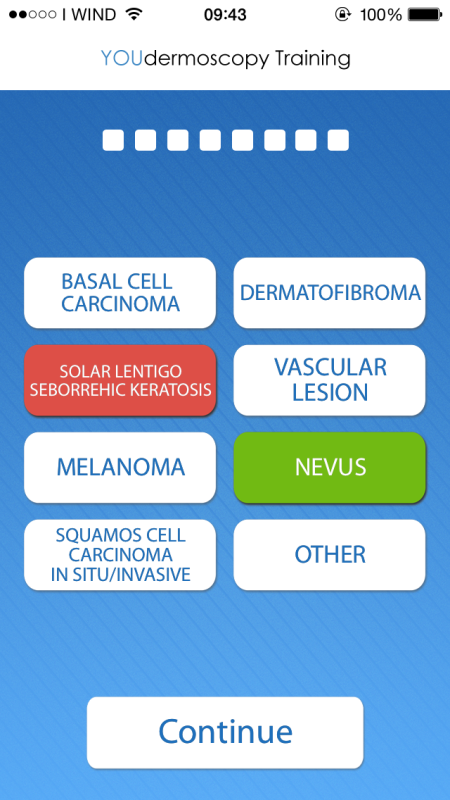 I WIND 09:43 100%
YOUdermoscopy Training
BASAL CELL
CARCINOMA
DERMATOFIBROMA
SOLAR LENTIGO
SEBORREHIC KERATOSIS
VASCULAR
LESION
MELANOMA
NEVUS
SQUAMOS CELL
CARCINOMA
IN SITU/INVASIVE
OTHER
Continue